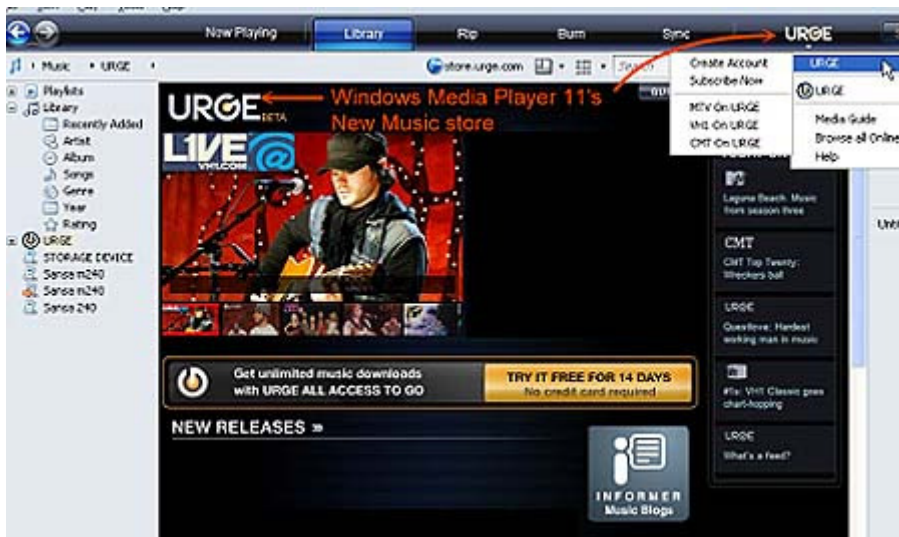 Now Playing
Library
Rip
Burn
Sync
URGE
Music • URGE
store.urge.com
Search
Create Account
Subscribe Now
MTV On URGE
VH1 On URGE
CMT On URGE
URGE
URGE
Media Guide
Browse all Online
Help
Playlists
Library
Recently Added
Artist
Album
Songs
Genre
Year
Rating
URGE
STORAGE DEVICE
Sansa m240
Sansa m240
Sansa 240
URGE BETA
Windows Media Player 11's
New Music store
L1VE@
VH1.COM
Laguna Beach. Music
from season three
CMT
CMT Top Twenty:
Wreckers ball
URGE
Questlove: Hardest
working man in music
#1s: VH1 Classic goes
chart-hopping
URGE
What's a feed?
Get unlimited music downloads
with URGE ALL ACCESS TO GO
TRY IT FREE FOR 14 DAYS
No credit card required
NEW RELEASES »
INFORMER
Music Blogs